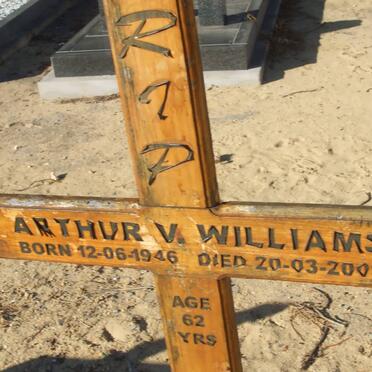 R
I
P
ARTHUR V. WILLIAMS
BORN 12-06-1946 DIED 20-03-200
AGE
62
YRS